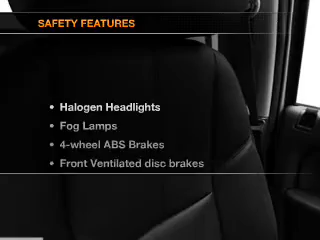 SAFETY FEATURES
• Halogen Headlights
• Fog Lamps
• 4-wheel ABS Brakes
• Front Ventilated disc brakes